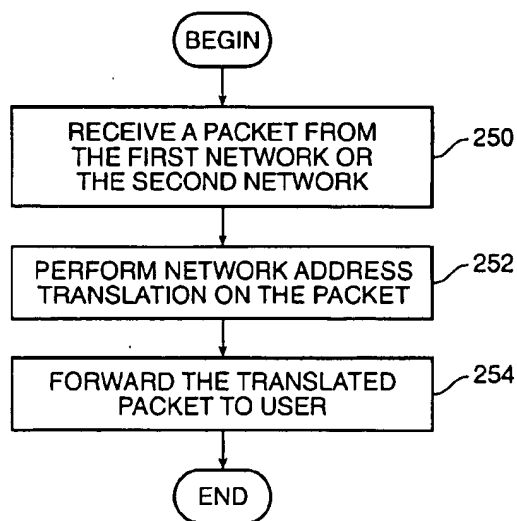 BEGIN
RECEIVE A PACKET FROM
THE FIRST NETWORK OR
THE SECOND NETWORK
250
PERFORM NETWORK ADDRESS
TRANSLATION ON THE PACKET
252
FORWARD THE TRANSLATED
PACKET TO USER
254
END